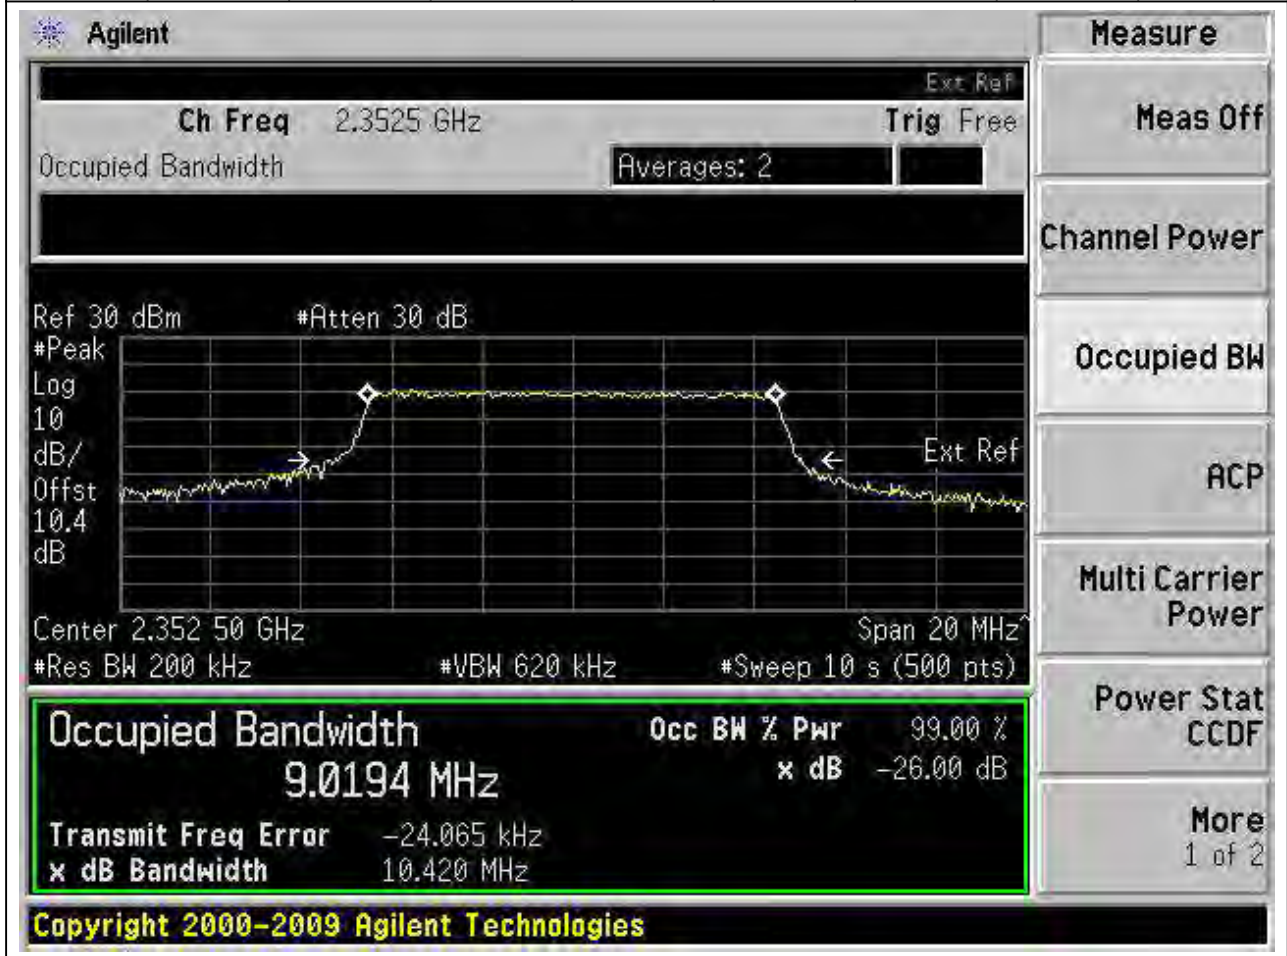 Agilent
Measure
Ext Ref
Ch Freq 2.3525 GHz Trig Free
Meas Off
Occupied Bandwidth Averages: 2
Channel Power
Ref 30 dBm #Atten 30 dB
#Peak
Log
10
dB/
Offst
10.4
dB
Ext Ref
Occupied BW
ACP
Center 2.352 50 GHz Span 20 MHz^
#Res BW 200 kHz #VBW 620 kHz #Sweep 10 s (500 pts)
Multi Carrier
Power
Occupied Bandwidth Occ BW % Pwr 99.00 %
9.0194 MHz x dB -26.00 dB
Transmit Freq Error -24.065 kHz
x dB Bandwidth 10.420 MHz
Power Stat
CCDF
More
1 of 2
Copyright 2000-2009 Agilent Technologies